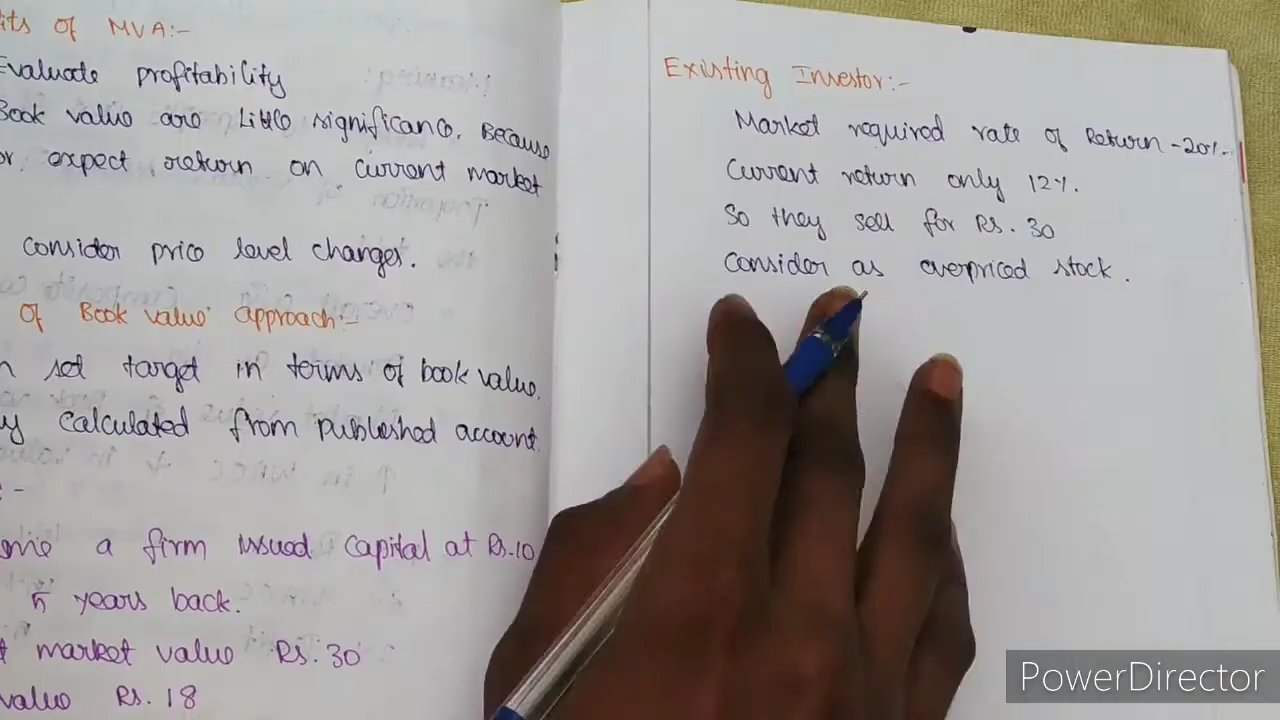 its of MVA:-
Evaluate profitability
Book value are little significance. Because
or expect return on current market
consider price level changes.
Of Book value approach:-
set target in terms of book value.
calculated from published account.
a firm issued capital at Rs.10
5 years back.
market value Rs. 30
value Rs. 18
Existing Investor:-
Market required rate of Return -20%.
Current return only 12%.
So they sell for Rs. 30
Consider as overpriced stock.
PowerDirector